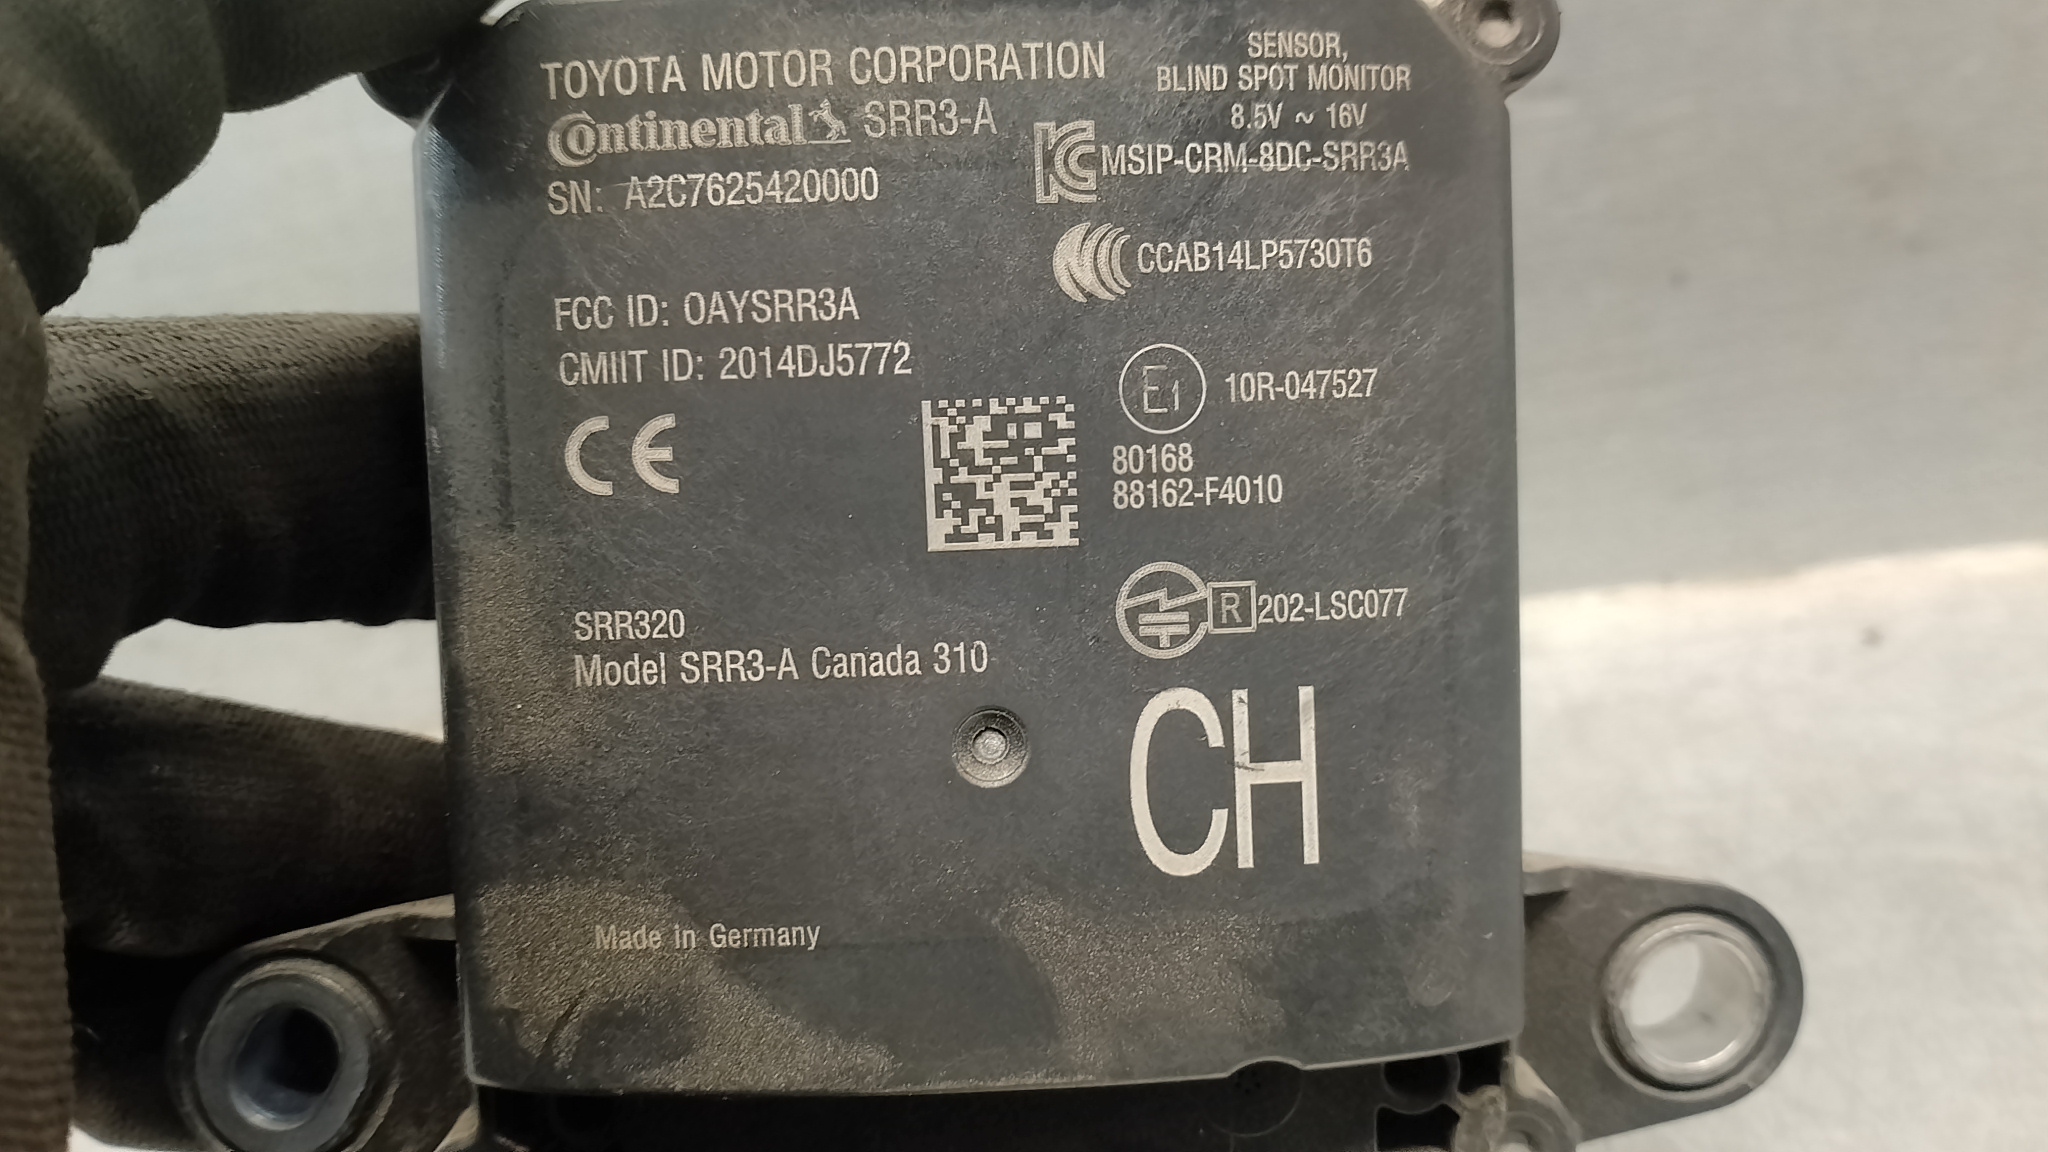 TOYOTA MOTOR CORPORATION
Continental SRR3-A
SN: A2C7625420000
SENSOR,
BLIND SPOT MONITOR
8.5V ~ 16V
MSIP-CRM-8DC-SRR3A
CCAB14LP5730T6
FCC ID: OAYSRR3A
CMIIT ID: 2014DJ5772
CE
E1 10R-047527
80168
88162-F4010
R 202-LSC077
SRR320
Model SRR3-A Canada 310
CH
Made in Germany